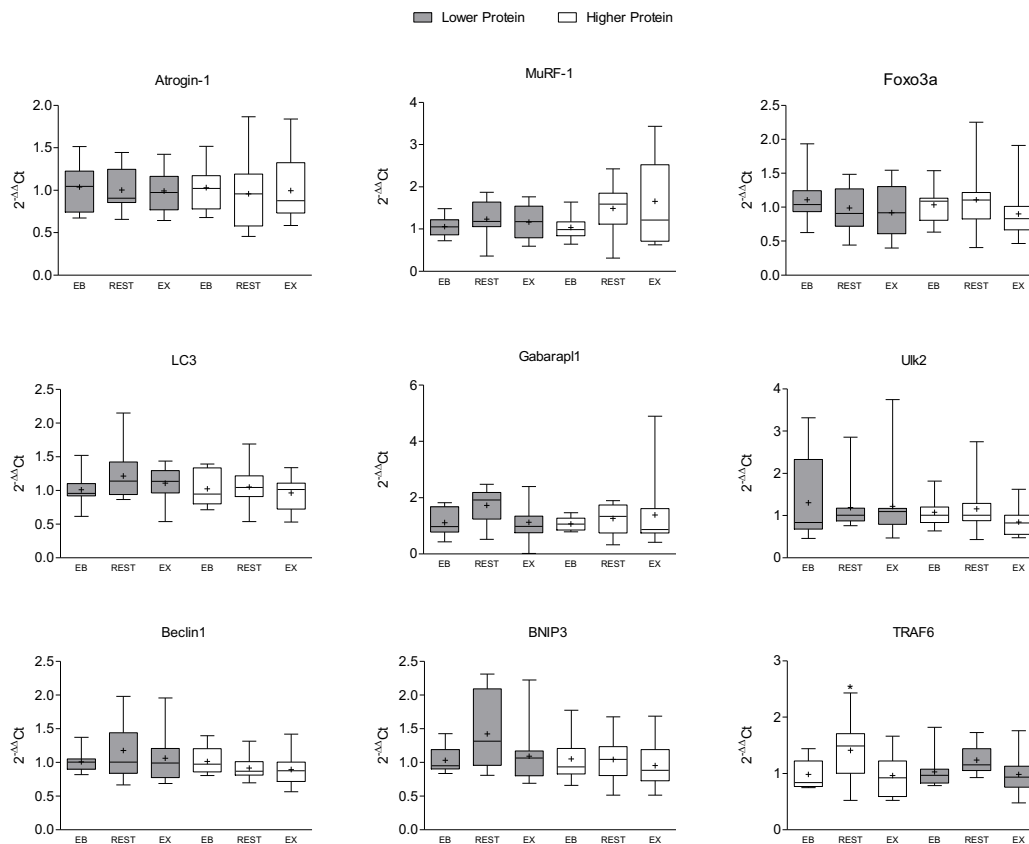 Lower Protein Higher Protein
Atrogin-1
2-ΔΔCt
2.0
1.5
1.0
0.5
0.0
EB REST EX EB REST EX
MuRF-1
2-ΔΔCt
4
3
2
1
0
EB REST EX EB REST EX
Foxo3a
2-ΔΔCt
2.5
2.0
1.5
1.0
0.5
0.0
EB REST EX EB REST EX
LC3
2-ΔΔCt
2.5
2.0
1.5
1.0
0.5
0.0
EB REST EX EB REST EX
Gabarapl1
2-ΔΔCt
6
4
2
0
EB REST EX EB REST EX
Ulk2
2-ΔΔCt
4
3
2
1
0
EB REST EX EB REST EX
Beclin1
2-ΔΔCt
2.5
2.0
1.5
1.0
0.5
0.0
EB REST EX EB REST EX
BNIP3
2-ΔΔCt
2.5
2.0
1.5
1.0
0.5
0.0
EB REST EX EB REST EX
TRAF6
2-ΔΔCt
3
2
1
0
*
EB REST EX EB REST EX